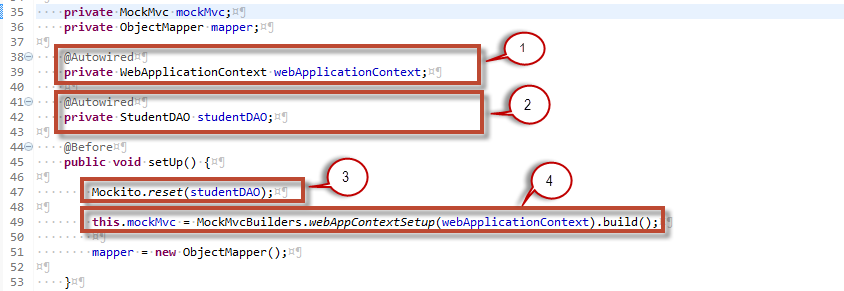 35 private MockMvc mockMvc;¤¶
36 private ObjectMapper mapper;¤¶
37 ¤¶
38 @Autowired¤¶ 1
39 private WebApplicationContext webApplicationContext;¤¶
40 ¤¶
41 @Autowired¤¶ 2
42 private StudentDAO studentDAO;¤¶
43 ¤¶
44 @Before¤¶
45 public void setUp() {¤¶
46 ¤¶ 3
47 Mockito.reset(studentDAO);¤¶ 4
48 ¤¶
49 this.mockMvc = MockMvcBuilders.webAppContextSetup(webApplicationContext).build();¤¶
50 ¤¶
51 mapper = new ObjectMapper();¤¶
52 ¤¶
53 }¤¶